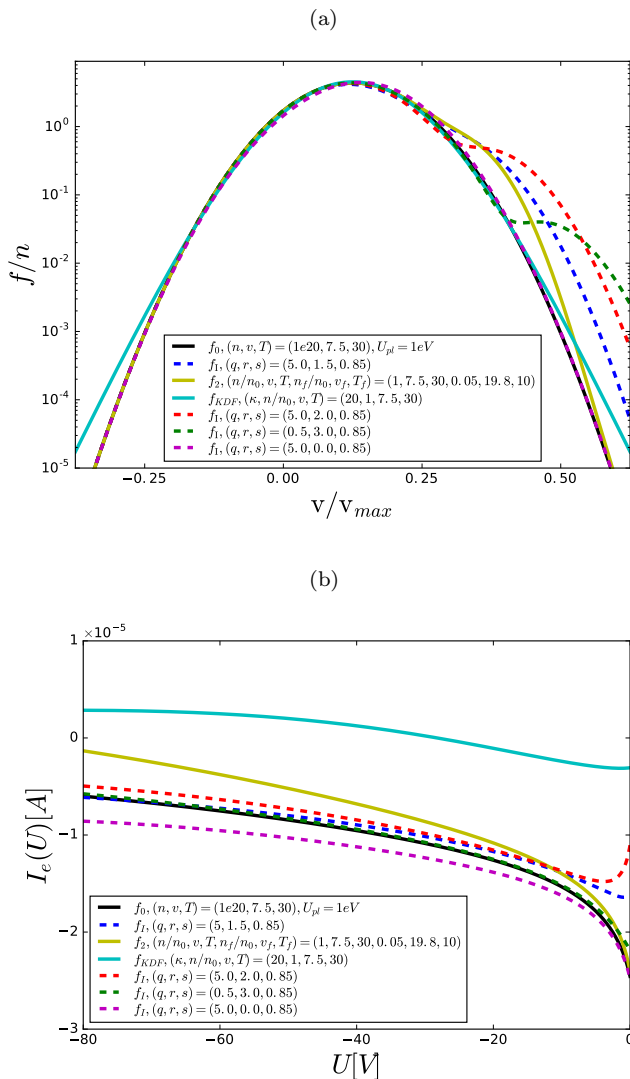 (a)
10^0
10^-1
10^-2
10^-3
10^-4
10^-5
f/n
f_0, (n, v, T) = (1e20, 7.5, 30), U_pl = 1eV
f_1, (q, r, s) = (5.0, 1.5, 0.85)
f_2, (n/n_0, v, T, n_f/n_0, v_f, T_f) = (1, 7.5, 30, 0.05, 19.8, 10)
f_KDF, (κ, n/n_0, v, T) = (20, 1, 7.5, 30)
f_I, (q, r, s) = (5.0, 2.0, 0.85)
f_I, (q, r, s) = (0.5, 3.0, 0.85)
f_I, (q, r, s) = (5.0, 0.0, 0.85)
−0.25 0.00 0.25 0.50
v/v_max
(b)
×10^−5
1
0
−1
−2
−3
I_e(U)[A]
f_0, (n, v, T) = (1e20, 7.5, 30), U_pl = 1eV
f_I, (q, r, s) = (5, 1.5, 0.85)
f_2, (n/n_0, v, T, n_f/n_0, v_f, T_f) = (1, 7.5, 30, 0.05, 19.8, 10)
f_KDF, (κ, n/n_0, v, T) = (20, 1, 7.5, 30)
f_I, (q, r, s) = (5.0, 2.0, 0.85)
f_I, (q, r, s) = (0.5, 3.0, 0.85)
f_I, (q, r, s) = (5.0, 0.0, 0.85)
−80 −60 −40 −20 0
U[V]